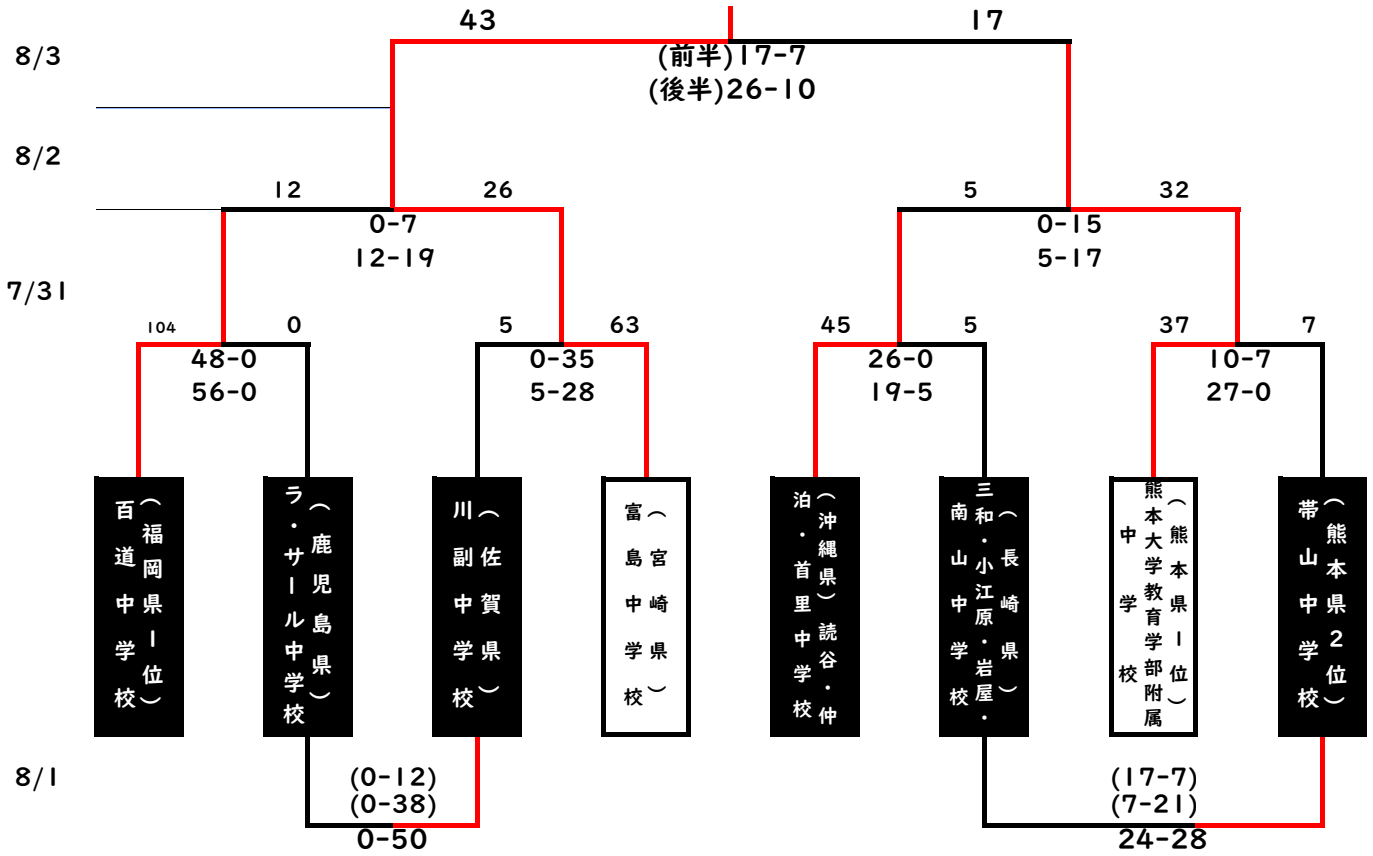 43
17
8/3
(前半)17-7
(後半)26-10
8/2
12
26
5
32
0-7
12-19
0-15
5-17
7/31
104
0
5
63
45
5
37
7
48-0
56-0
0-35
5-28
26-0
19-5
10-7
27-0
(福岡県1位)
百道中学校
(鹿児島県)
ラ・サール中学校
(佐賀県)
川副中学校
(宮崎県)
富島中学校
(沖縄県)読谷・仲
泊・首里中学校
(長崎県)
三和・小江原・岩屋・
南山中学校
(熊本県1位)
熊本大学教育学部附属
中学校
(熊本県2位)
帯山中学校
8/1
(0-12)
(0-38)
0-50
(17-7)
(7-21)
24-28